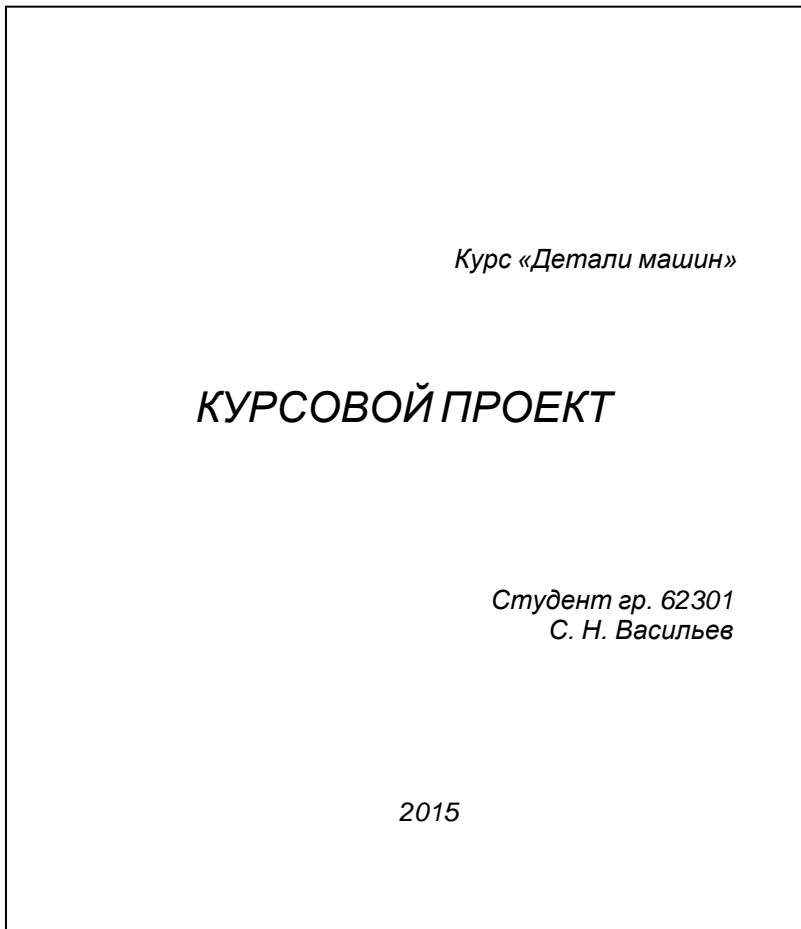 Курс «Детали машин»
КУРСОВОЙ ПРОЕКТ
Студент гр. 62301
С. Н. Васильев
2015